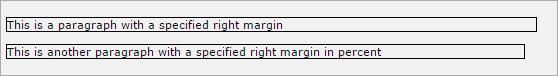 This is a paragraph with a specified right margin
This is another paragraph with a specified right margin in percent